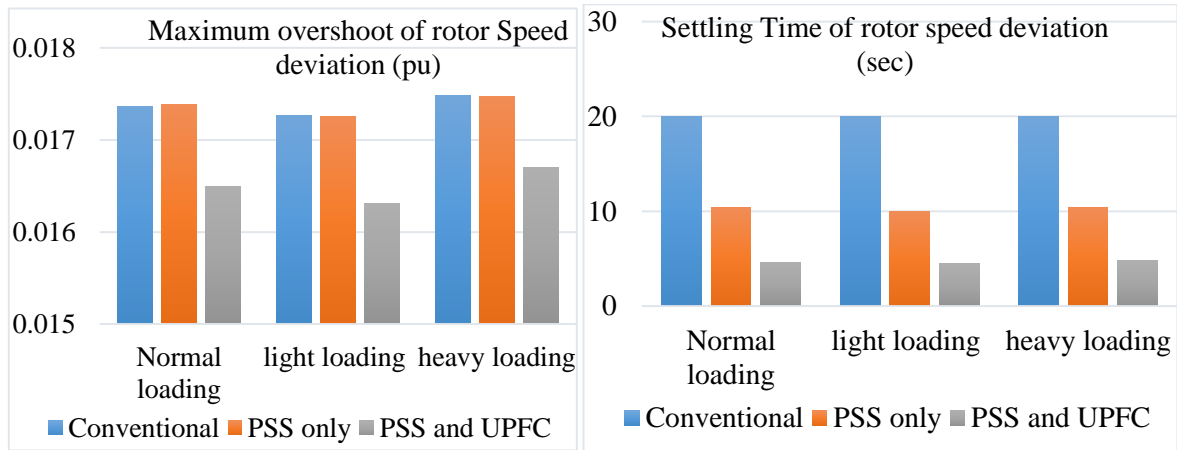 Maximum overshoot of rotor Speed
deviation (pu)
0.018
0.017
0.016
0.015
Normal
loading
light loading
heavy loading
Conventional
PSS only
PSS and UPFC
Settling Time of rotor speed deviation
(sec)
30
20
10
0
Normal
loading
light loading
heavy loading
Conventional
PSS only
PSS and UPFC